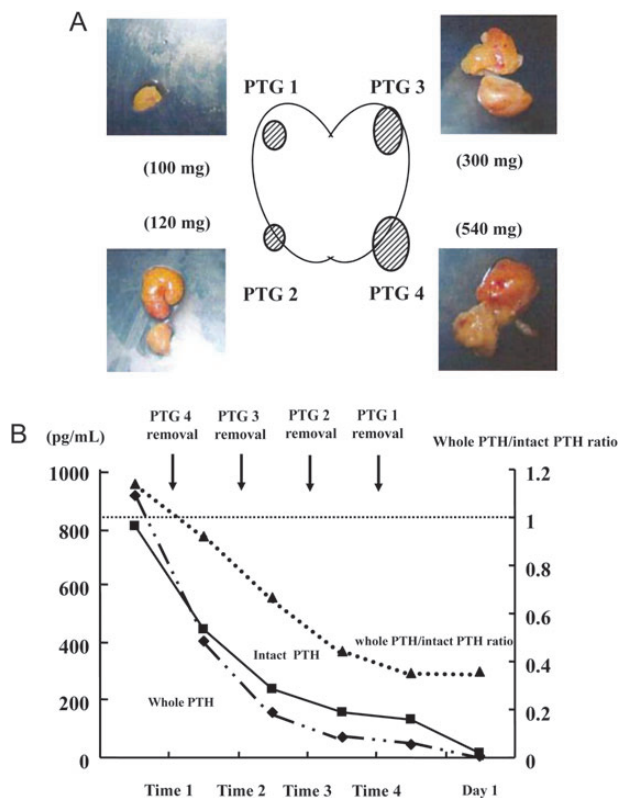 A
PTG 1 PTG 3
(100 mg) (300 mg)
(120 mg) (540 mg)
PTG 2 PTG 4
B
(pg/mL)
PTG 4 removal
PTG 3 removal
PTG 2 removal
PTG 1 removal
Whole PTH/intact PTH ratio
1000
800
600
400
200
0
1.2
1
0.8
0.6
0.4
0.2
0
whole PTH/intact PTH ratio
Intact PTH
Whole PTH
Time 1 Time 2 Time 3 Time 4 Day 1